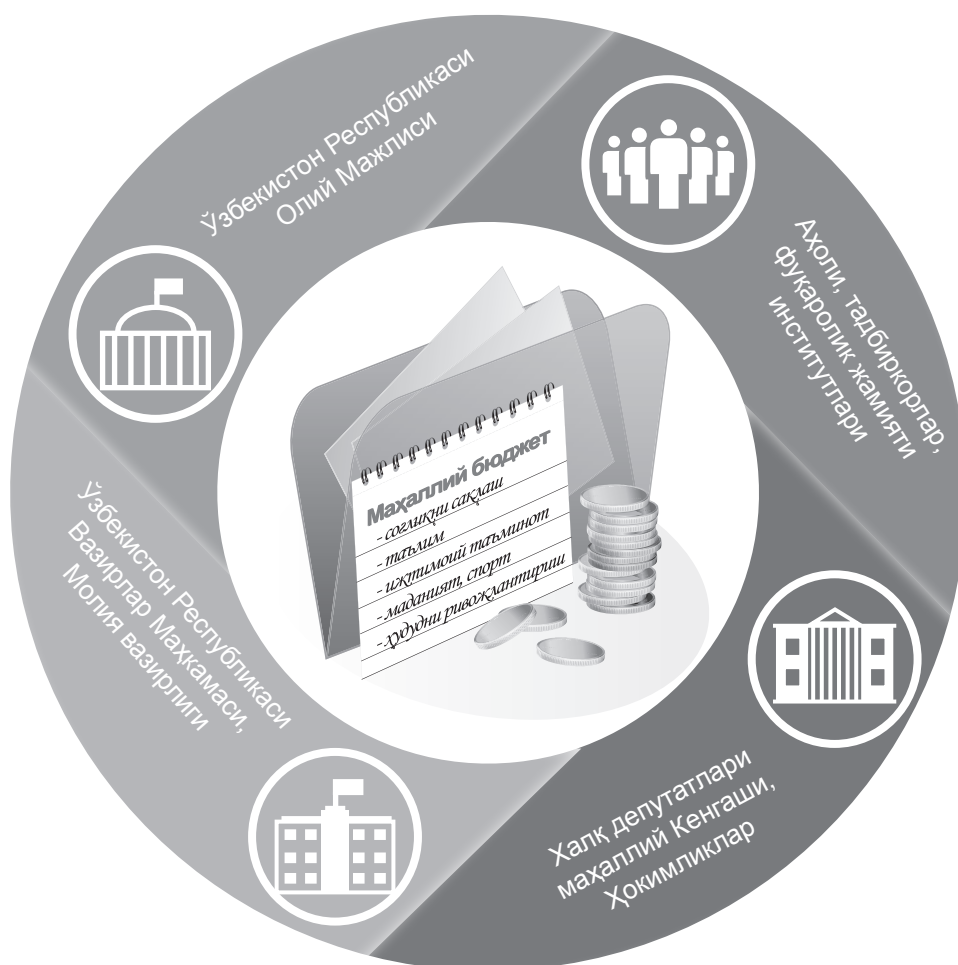 Ўзбекистон Республикаси
Олий Мажлиси
Аҳоли, тадбиркорлар,
фуқаролик жамияти
институтлари
Маҳаллий бюджет
- соғлиқни сақлаш
- таълим
- ижтимоий таъминот
- маданият, спорт
- ҳудудни ривожлантириш
Ўзбекистон Республикаси
Вазирлар Маҳкамаси,
Молия вазирлиги
Халқ депутатлари
маҳаллий Кенгаши,
Ҳокимликлар